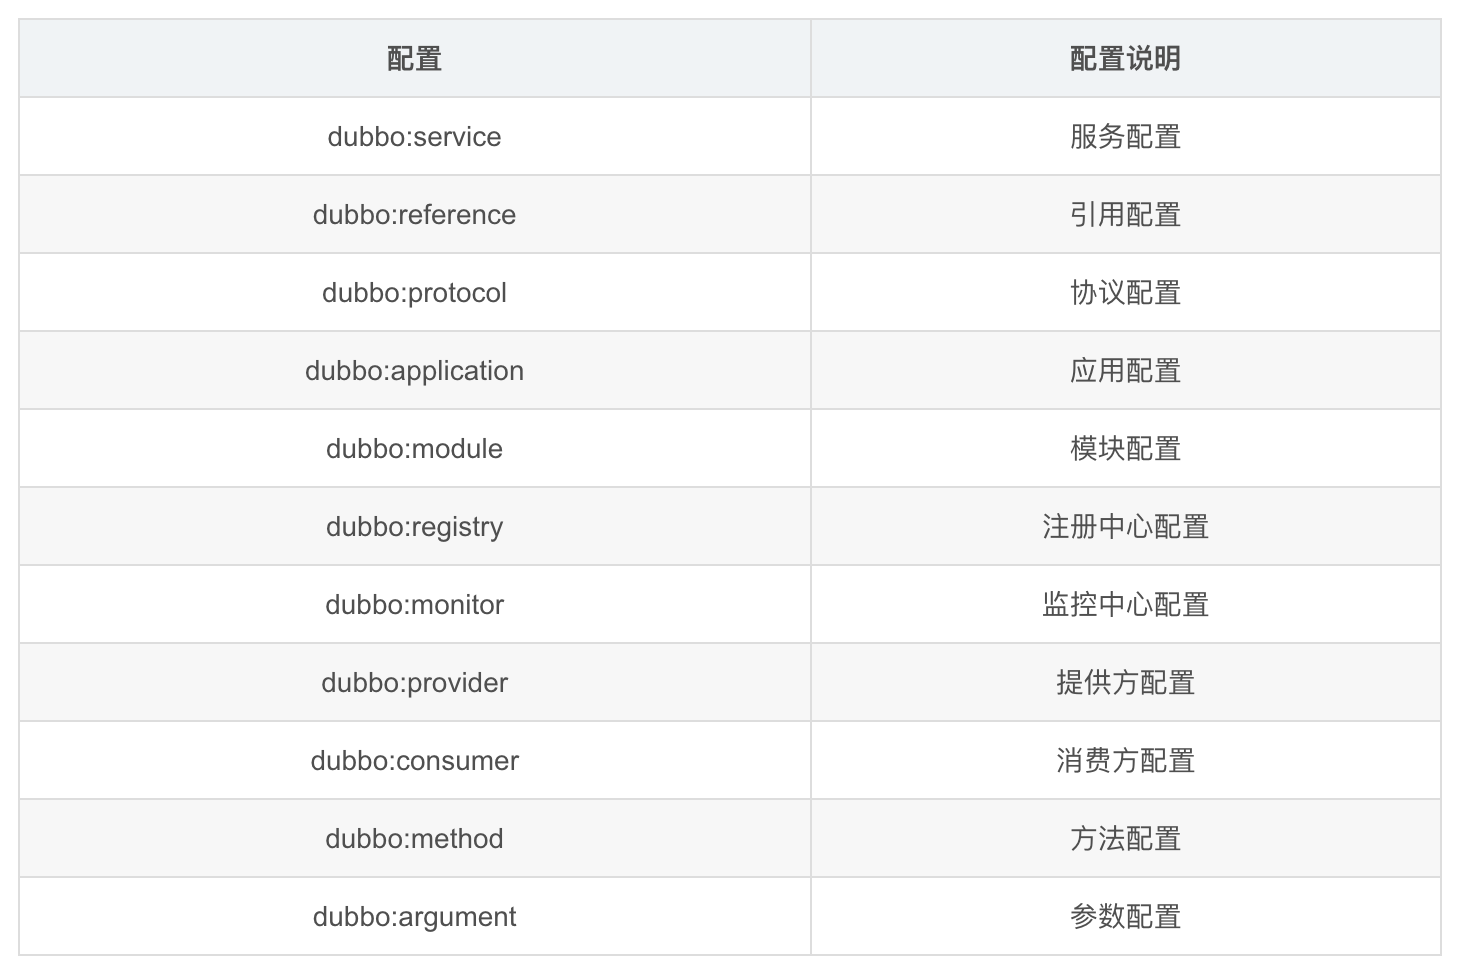 配置 配置说明
dubbo:service 服务配置
dubbo:reference 引用配置
dubbo:protocol 协议配置
dubbo:application 应用配置
dubbo:module 模块配置
dubbo:registry 注册中心配置
dubbo:monitor 监控中心配置
dubbo:provider 提供方配置
dubbo:consumer 消费方配置
dubbo:method 方法配置
dubbo:argument 参数配置